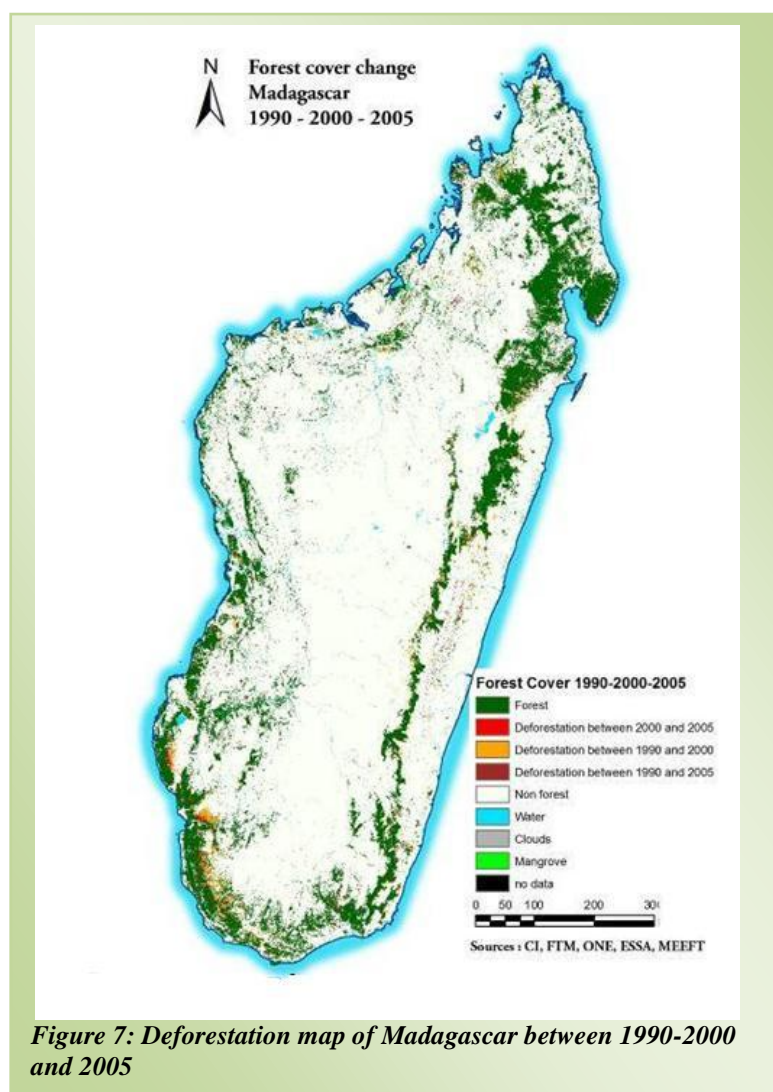 N
Forest cover change
Madagascar
1990 - 2000 - 2005
Forest Cover 1990-2000-2005
Forest
Deforestation between 2000 and 2005
Deforestation between 1990 and 2000
Deforestation between 1990 and 2005
Non forest
Water
Clouds
Mangrove
no data
0 50 100 200 300
Sources : CI, FTM, ONE, ESSA, MEEFT
Figure 7: Deforestation map of Madagascar between 1990-2000
and 2005